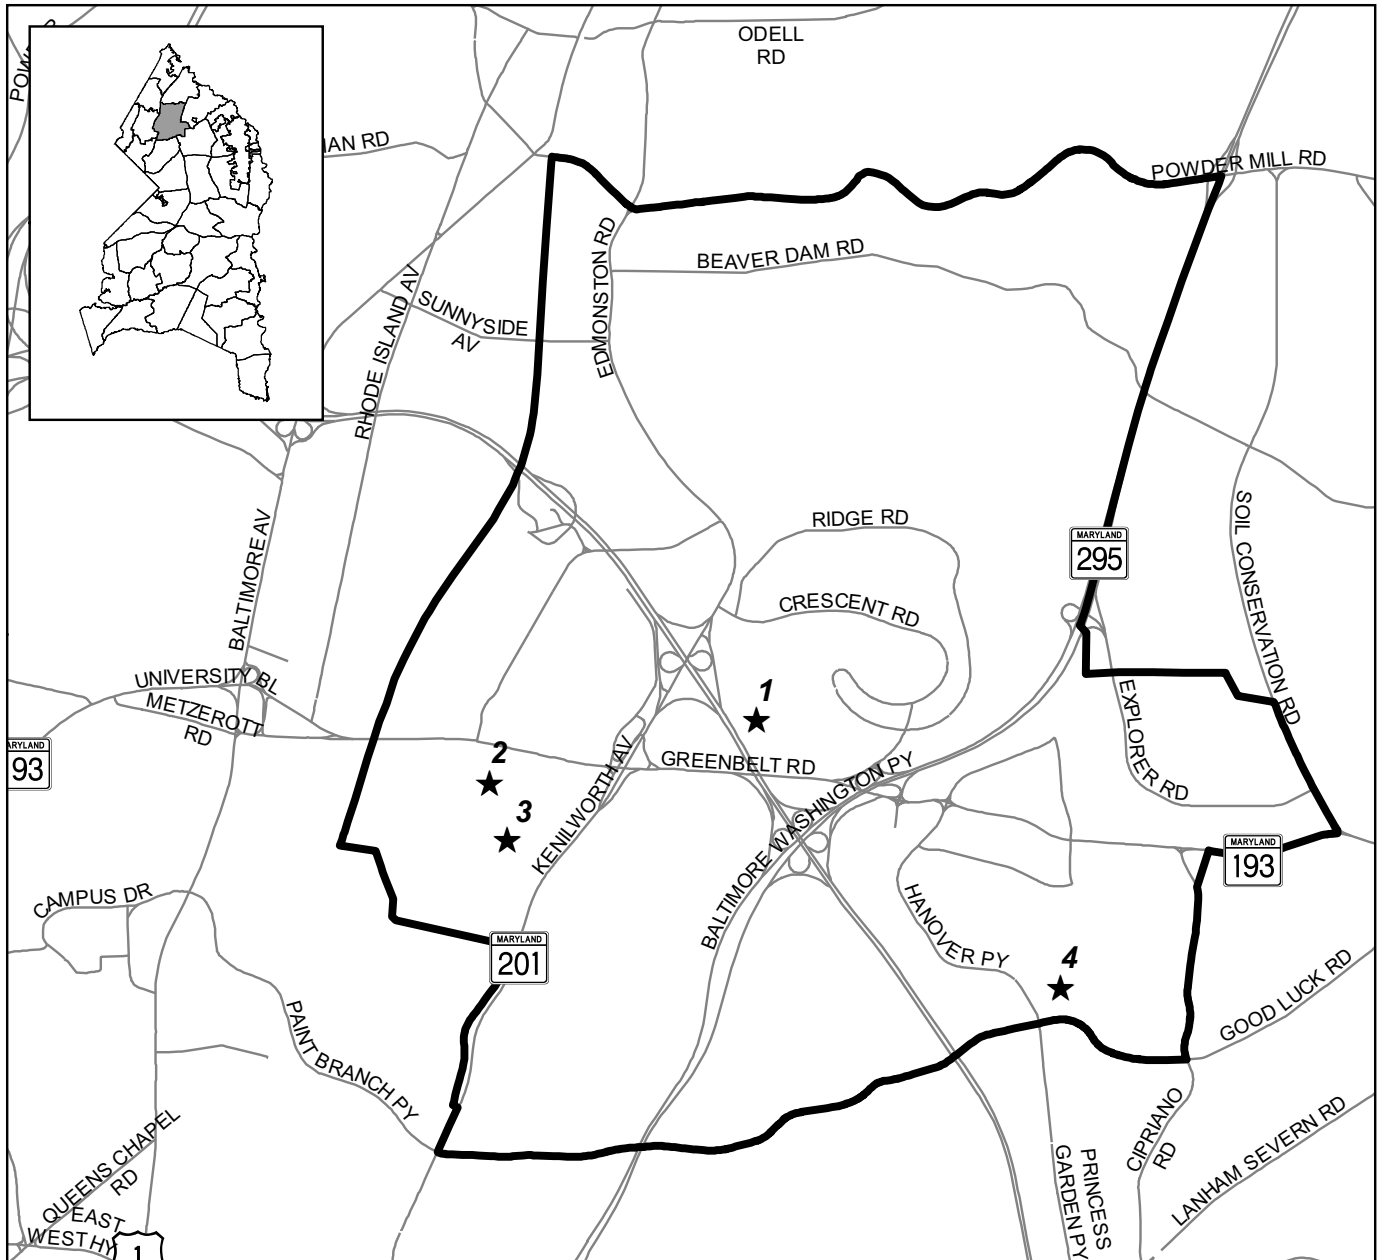 ODELL
RD
POWDER MILL RD
BEAVER DAM RD
EDMONSTON RD
SUNNYSIDE
AV
RHODE ISLAND AV
RIDGE RD
SOIL CONSERVATION RD
MARYLAND
295
BALTIMORE AV
CRESCENT RD
UNIVERSITY BL
METZEROTT
RD
1
EXPLORER RD
2
GREENBELT RD
MARYLAND
93
3
KENILWORTH AV
BALTIMORE WASHINGTON PY
MARYLAND
193
CAMPUS DR
HANOVER PY
MARYLAND
201
4
GOOD LUCK RD
PAINT BRANCH PY
CIPRIANO
RD
LANHAM SEVERN RD
QUEENS CHAPEL
RD
PRINCESS
GARDEN PY
EAST
WEST HY
1